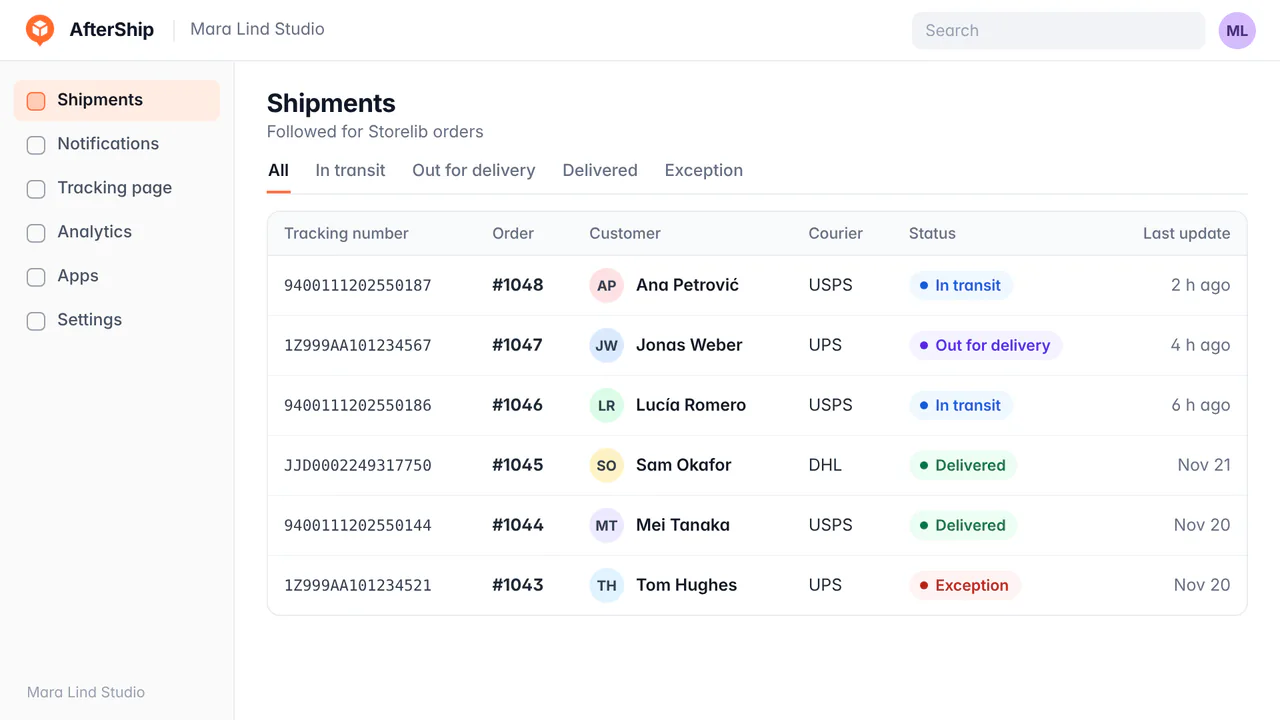 AfterShip
Mara Lind Studio
Search
ML
Shipments
Notifications
Tracking page
Analytics
Apps
Settings
Mara Lind Studio
Shipments
Followed for Storelib orders
All In transit Out for delivery Delivered Exception
Tracking number Order Customer Courier Status Last update
9400111202550187 #1048 AP Ana Petrović USPS In transit 2 h ago
1Z999AA101234567 #1047 JW Jonas Weber UPS Out for delivery 4 h ago
9400111202550186 #1046 LR Lucía Romero USPS In transit 6 h ago
JJD0002249317750 #1045 SO Sam Okafor DHL Delivered Nov 21
9400111202550144 #1044 MT Mei Tanaka USPS Delivered Nov 20
1Z999AA101234521 #1043 TH Tom Hughes UPS Exception Nov 20